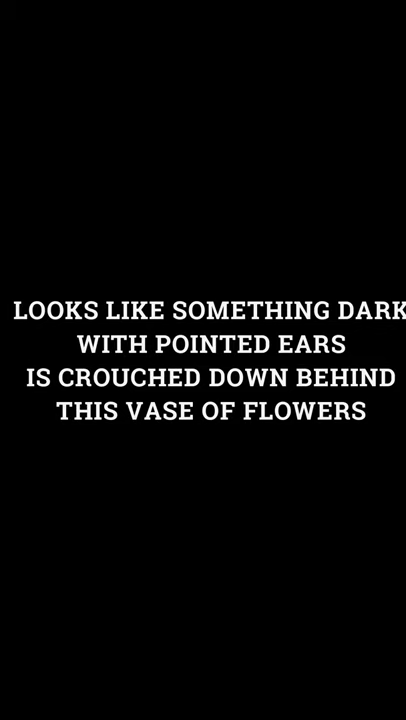 LOOKS LIKE SOMETHING DARK
WITH POINTED EARS
IS CROUCHED DOWN BEHIND
THIS VASE OF FLOWERS